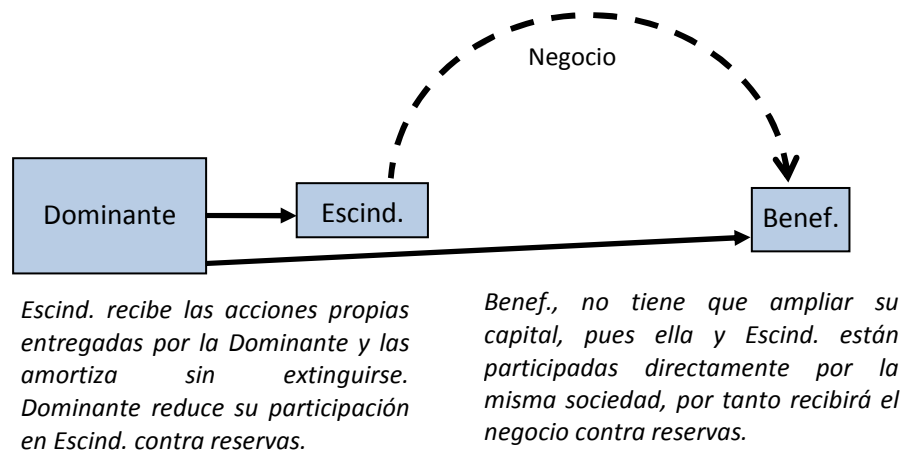 Negocio
Dominante
Escind.
Benef.
Escind. recibe las acciones propias
entregadas por la Dominante y las
amortiza sin extinguirse.
Dominante reduce su participación
en Escind. contra reservas.
Benef., no tiene que ampliar su
capital, pues ella y Escind. están
participadas directamente por la
misma sociedad, por tanto recibirá el
negocio contra reservas.